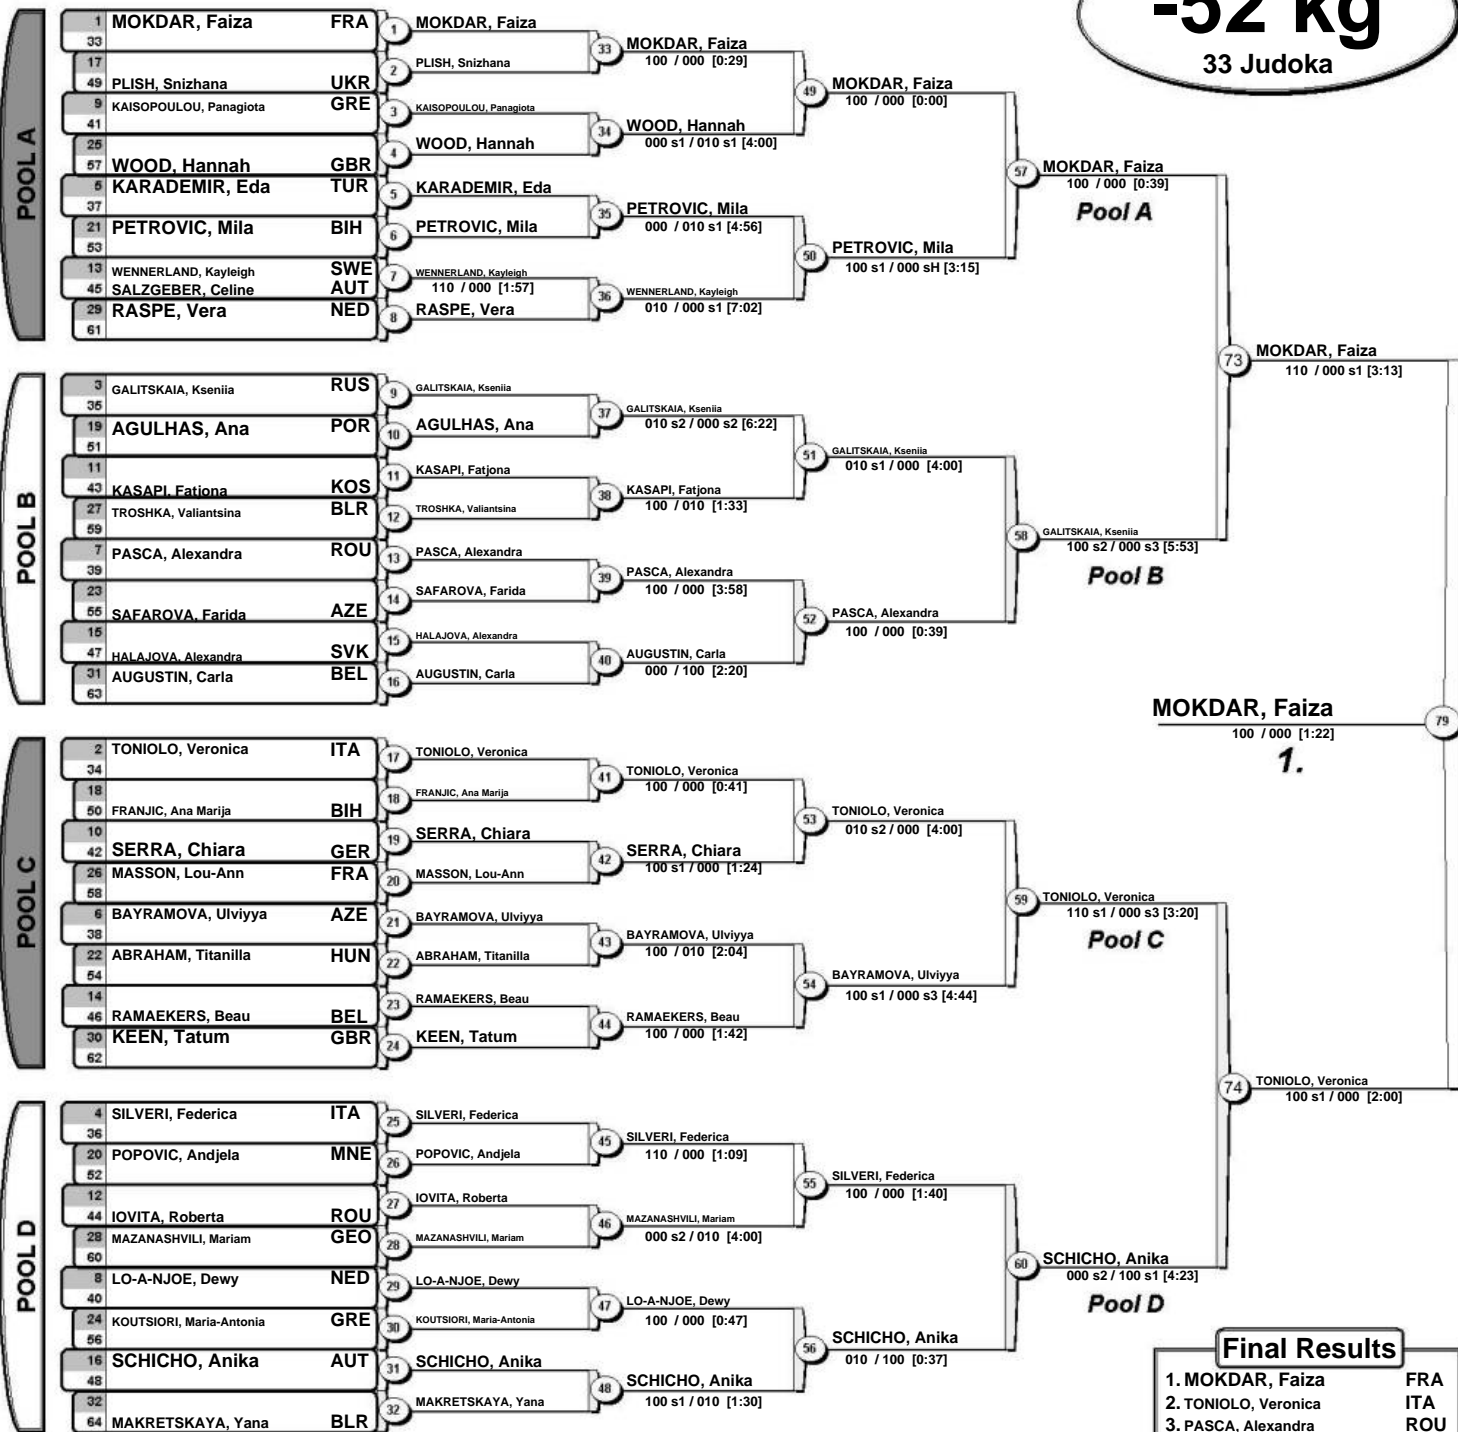 -52 kg
33 Judoka
POOL A
1 MOKDAR, Faiza FRA
33
17
49 PLISH, Snizhana UKR
9 KAISOPOULOU, Panagiota GRE
41
25
57 WOOD, Hannah GBR
5 KARADEMIR, Eda TUR
37
21 PETROVIC, Mila BIH
53
13 WENNERLAND, Kayleigh SWE
45 SALZGEBER, Celine AUT
29 RASPE, Vera NED
61
1 MOKDAR, Faiza
2 PLISH, Snizhana
3 KAISOPOULOU, Panagiota
4 WOOD, Hannah
5 KARADEMIR, Eda
6 PETROVIC, Mila
7 WENNERLAND, Kayleigh
110 / 000 [1:57]
8 RASPE, Vera
33 MOKDAR, Faiza
100 / 000 [0:29]
34 WOOD, Hannah
000 s1 / 010 s1 [4:00]
35 PETROVIC, Mila
000 / 010 s1 [4:56]
36 WENNERLAND, Kayleigh
010 / 000 s1 [7:02]
49 MOKDAR, Faiza
100 / 000 [0:00]
50 PETROVIC, Mila
100 s1 / 000 sH [3:15]
57 MOKDAR, Faiza
100 / 000 [0:39]
Pool A
POOL B
3 GALITSKAIA, Kseniia RUS
35
19 AGULHAS, Ana POR
51
11
43 KASAPI, Fatjona KOS
27 TROSHKA, Valiantsina BLR
59
7 PASCA, Alexandra ROU
39
23
55 SAFAROVA, Farida AZE
15
47 HALAJOVA, Alexandra SVK
31 AUGUSTIN, Carla BEL
63
9 GALITSKAIA, Kseniia
10 AGULHAS, Ana
11 KASAPI, Fatjona
12 TROSHKA, Valiantsina
13 PASCA, Alexandra
14 SAFAROVA, Farida
15 HALAJOVA, Alexandra
16 AUGUSTIN, Carla
37 GALITSKAIA, Kseniia
010 s2 / 000 s2 [6:22]
38 KASAPI, Fatjona
100 / 010 [1:33]
39 PASCA, Alexandra
100 / 000 [3:58]
40 AUGUSTIN, Carla
000 / 100 [2:20]
51 GALITSKAIA, Kseniia
010 s1 / 000 [4:00]
52 PASCA, Alexandra
100 / 000 [0:39]
58 GALITSKAIA, Kseniia
100 s2 / 000 s3 [5:53]
Pool B
73 MOKDAR, Faiza
110 / 000 s1 [3:13]
MOKDAR, Faiza 79
100 / 000 [1:22]
1.
POOL C
2 TONIOLO, Veronica ITA
34
18
50 FRANJIC, Ana Marija BIH
10
42 SERRA, Chiara GER
26 MASSON, Lou-Ann FRA
58
6 BAYRAMOVA, Ulviyya AZE
38
22 ABRAHAM, Titanilla HUN
54
14
46 RAMAEKERS, Beau BEL
30 KEEN, Tatum GBR
62
17 TONIOLO, Veronica
18 FRANJIC, Ana Marija
19 SERRA, Chiara
20 MASSON, Lou-Ann
21 BAYRAMOVA, Ulviyya
22 ABRAHAM, Titanilla
23 RAMAEKERS, Beau
24 KEEN, Tatum
41 TONIOLO, Veronica
100 / 000 [0:41]
42 SERRA, Chiara
100 s1 / 000 [1:24]
43 BAYRAMOVA, Ulviyya
100 / 010 [2:04]
44 RAMAEKERS, Beau
100 / 000 [1:42]
53 TONIOLO, Veronica
010 s2 / 000 [4:00]
54 BAYRAMOVA, Ulviyya
100 s1 / 000 s3 [4:44]
59 TONIOLO, Veronica
110 s1 / 000 s3 [3:20]
Pool C
74 TONIOLO, Veronica
100 s1 / 000 [2:00]
POOL D
4 SILVERI, Federica ITA
36
20 POPOVIC, Andjela MNE
52
12
44 IOVITA, Roberta ROU
28 MAZANASHVILI, Mariam GEO
60
8 LO-A-NJOE, Dewy NED
40
24 KOUTSIORI, Maria-Antonia GRE
56
16 SCHICHO, Anika AUT
48
32
64 MAKRETSKAYA, Yana BLR
25 SILVERI, Federica
26 POPOVIC, Andjela
27 IOVITA, Roberta
28 MAZANASHVILI, Mariam
29 LO-A-NJOE, Dewy
30 KOUTSIORI, Maria-Antonia
31 SCHICHO, Anika
32 MAKRETSKAYA, Yana
45 SILVERI, Federica
110 / 000 [1:09]
46 MAZANASHVILI, Mariam
000 s2 / 010 [4:00]
47 LO-A-NJOE, Dewy
100 / 000 [0:47]
48 SCHICHO, Anika
100 s1 / 010 [1:30]
55 SILVERI, Federica
100 / 000 [1:40]
56 SCHICHO, Anika
010 / 100 [0:37]
60 SCHICHO, Anika
000 s2 / 100 s1 [4:23]
Pool D
Final Results
1. MOKDAR, Faiza FRA
2. TONIOLO, Veronica ITA
3. PASCA, Alexandra ROU